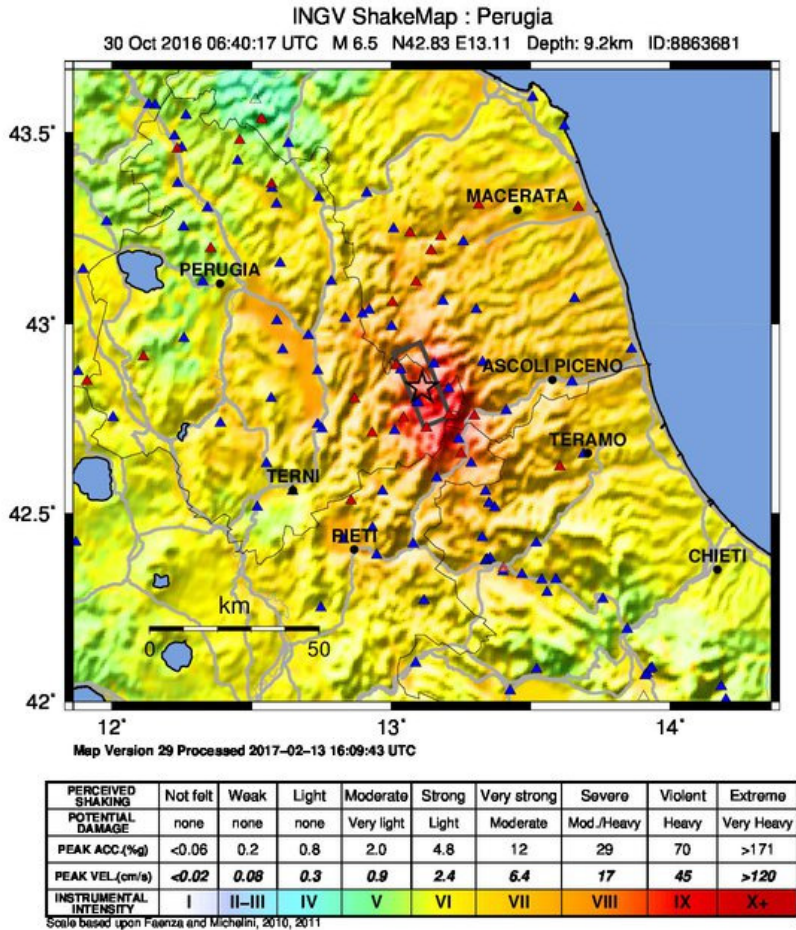 INGV ShakeMap : Perugia
30 Oct 2016 06:40:17 UTC M 6.5 N42.83 E13.11 Depth: 9.2km ID:8863681
43.5˚
MACERATA
PERUGIA
43˚
ASCOLI PICENO
TERAMO
TERNI
42.5˚
RIETI
CHIETI
km
0 50
42˚
12˚ 13˚ 14˚
Map Version 29 Processed 2017-02-13 16:09:43 UTC
PERCEIVED SHAKING Not felt Weak Light Moderate Strong Very strong Severe Violent Extreme
POTENTIAL DAMAGE none none none Very light Light Moderate Mod./Heavy Heavy Very Heavy
PEAK ACC.(%g) <0.06 0.2 0.8 2.0 4.8 12 29 70 >171
PEAK VEL.(cm/s) <0.02 0.08 0.3 0.9 2.4 6.4 17 45 >120
INSTRUMENTAL INTENSITY I II-III IV V VI VII VIII IX X+
Scale based upon Faenza and Michelini, 2010, 2011